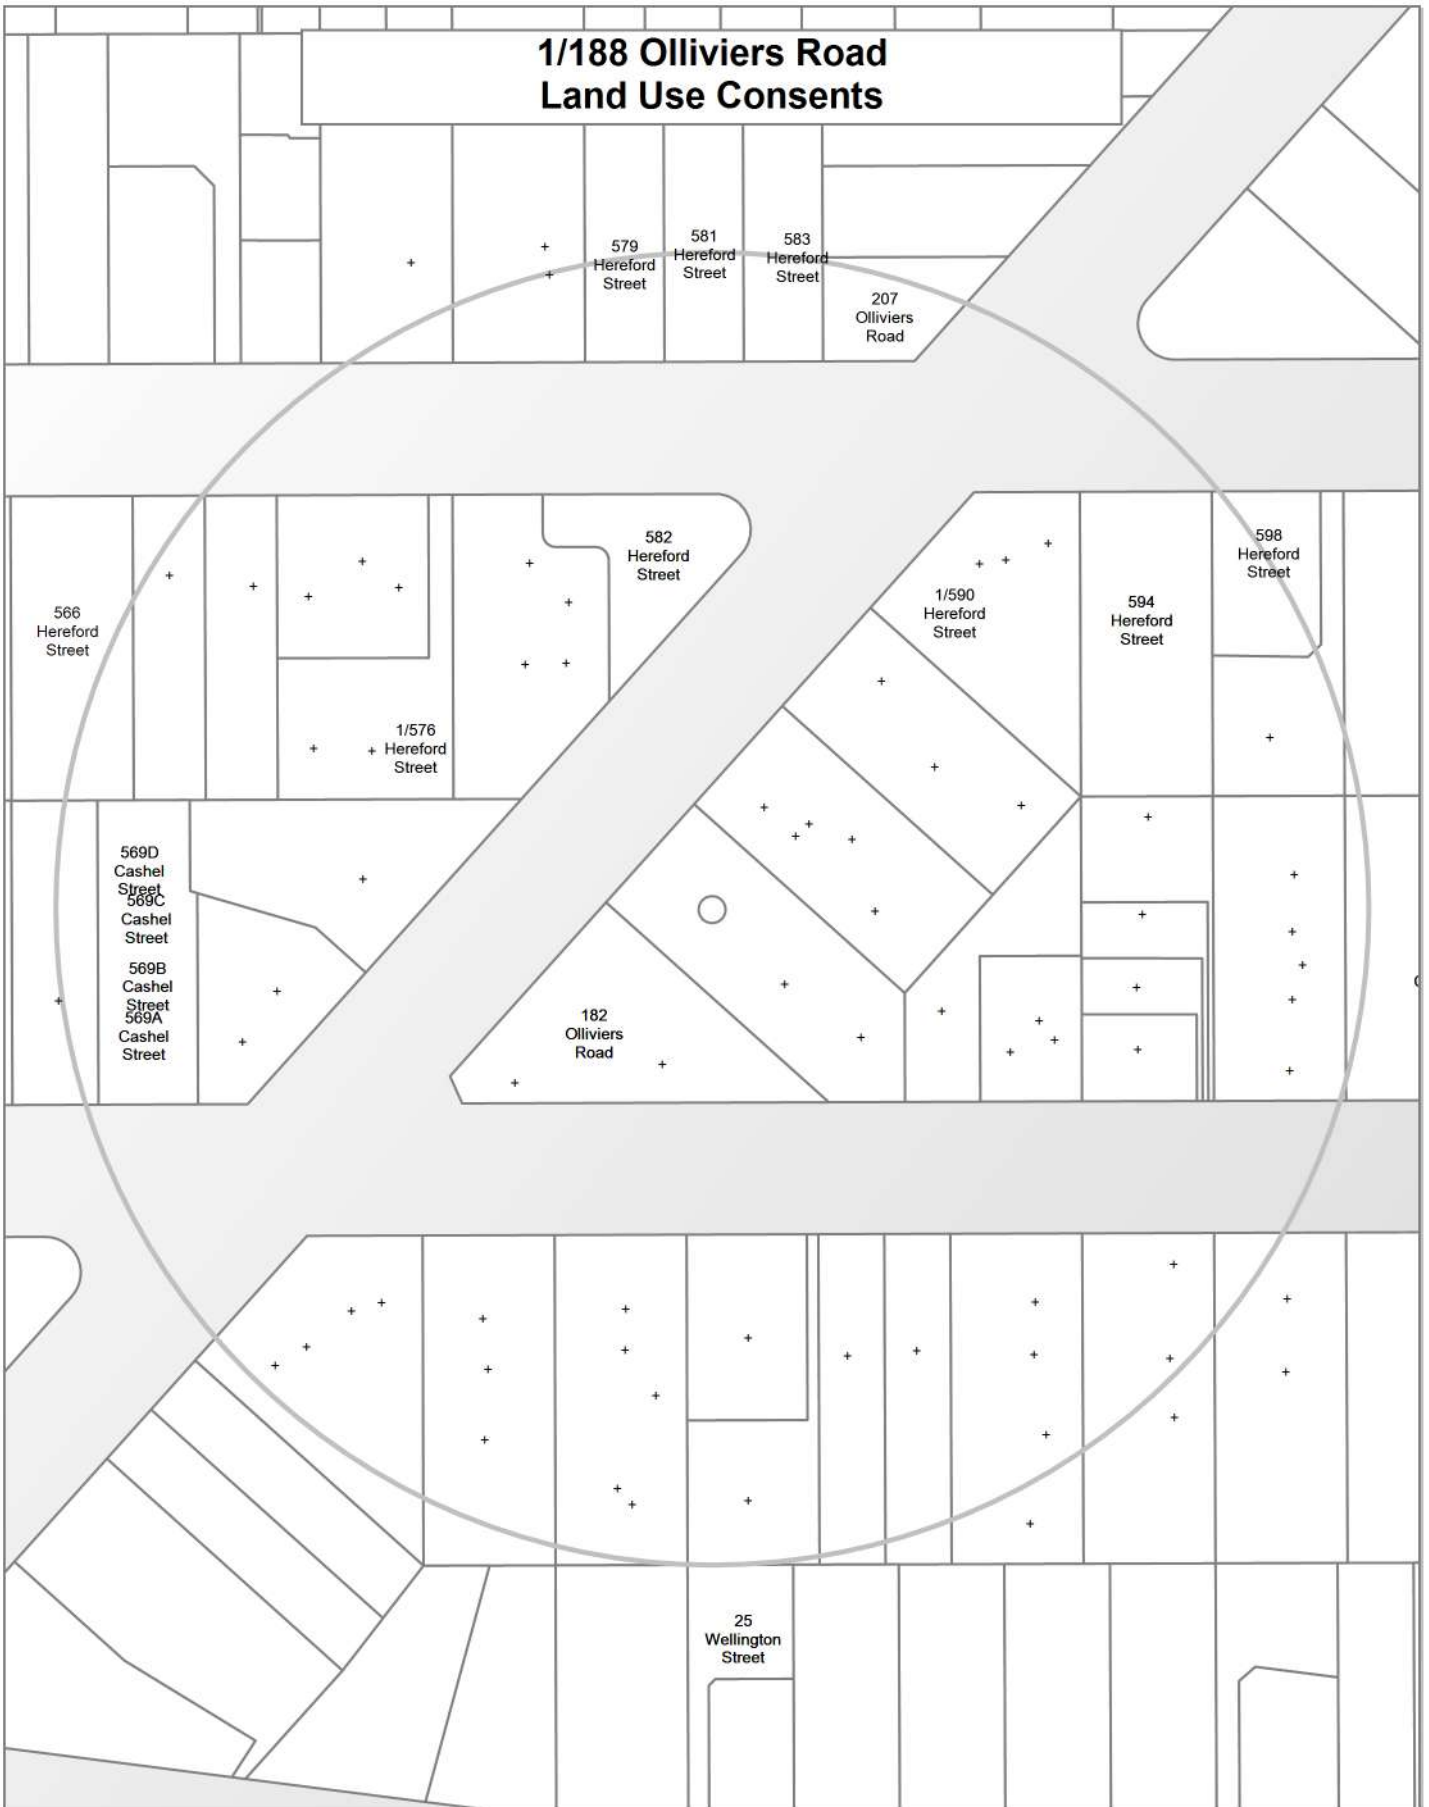 1/188 Olliviers Road
Land Use Consents
579
Hereford
Street
581
Hereford
Street
583
Hereford
Street
207
Olliviers
Road
582
Hereford
Street
598
Hereford
Street
566
Hereford
Street
1/590
Hereford
Street
594
Hereford
Street
1/576
Hereford
Street
569D
Cashel
Street
569C
Cashel
Street
569B
Cashel
Street
569A
Cashel
Street
182
Olliviers
Road
25
Wellington
Street